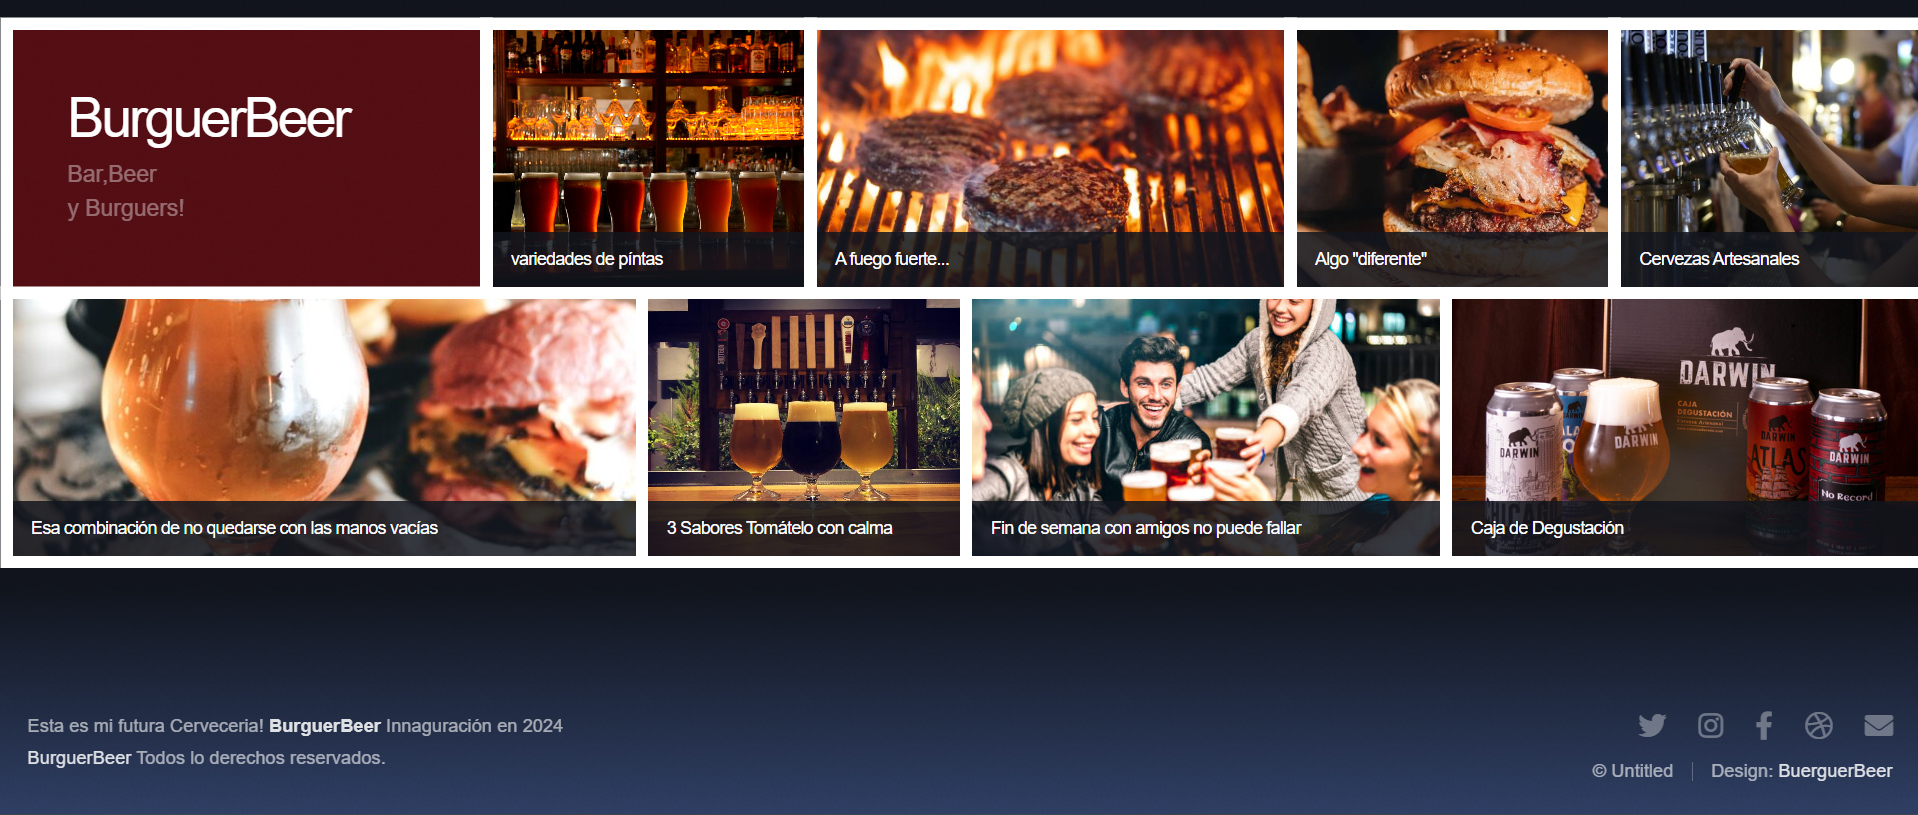 BurguerBeer
Bar,Beer
y Burguers!
variedades de píntas
A fuego fuerte...
Algo "diferente"
Cervezas Artesanales
Esa combinación de no quedarse con las manos vacías
3 Sabores Tomátelo con calma
Fin de semana con amigos no puede fallar
DARWIN
CAJA
DEGUSTACIÓN
Cerveza Artesanal
DARWIN
DARWIN
DARWIN
ATLAS
DARWIN
No Record
Caja de Degustación
Esta es mi futura Cerveceria! BurguerBeer Innaguración en 2024
BurguerBeer Todos lo derechos reservados.
© Untitled
Design: BuerguerBeer